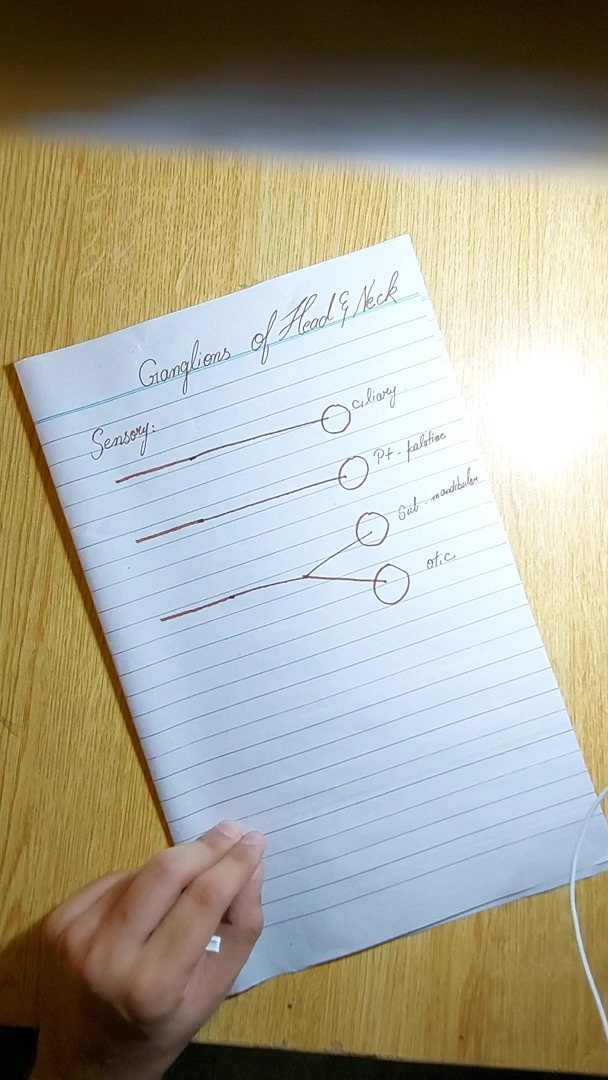 Ganglions of Head & Neck
Sensory:
ciliary
Pt - palatine
Sub - mandibular
otic